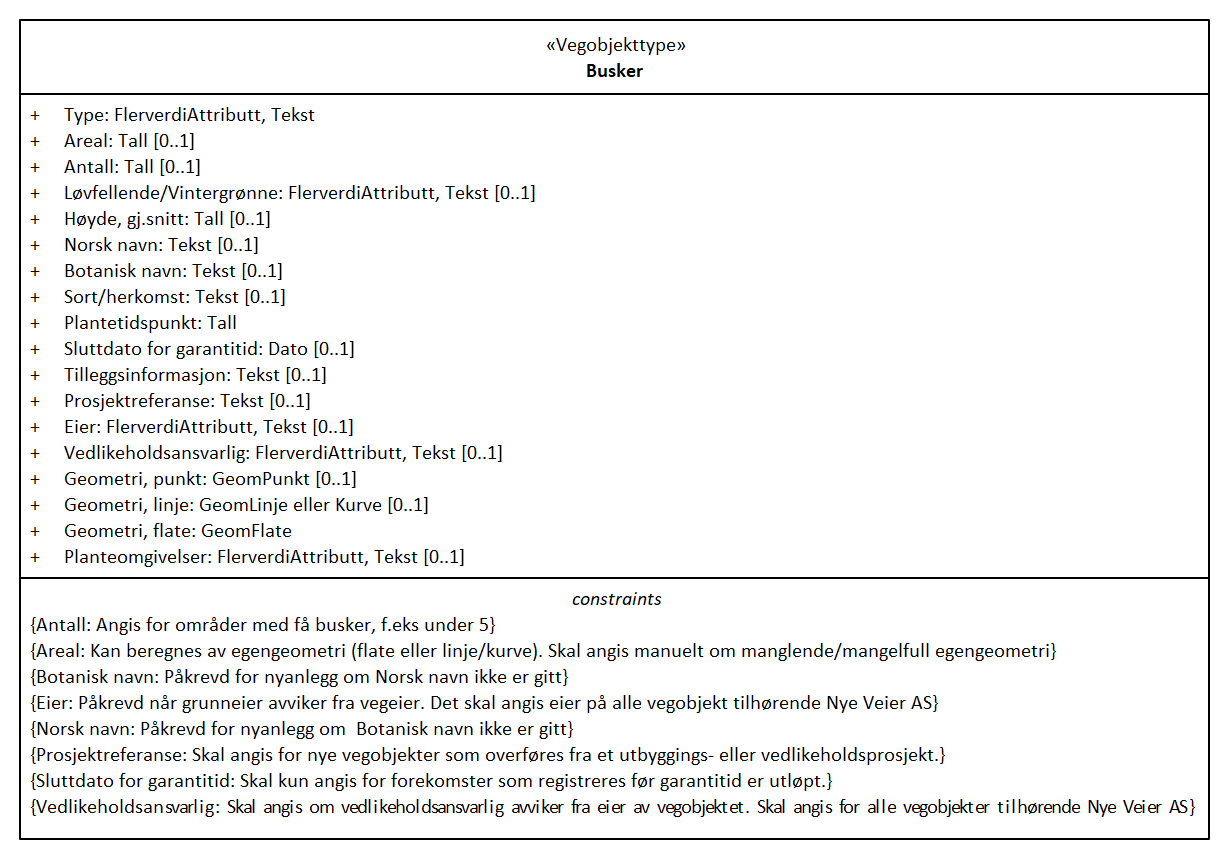 «Vegobjekttype»
Busker
+ Type: FlerverdiAttributt, Tekst
+ Areal: Tall [0..1]
+ Antall: Tall [0..1]
+ Løvfellende/Vintergrønne: FlerverdiAttributt, Tekst [0..1]
+ Høyde, gj.snitt: Tall [0..1]
+ Norsk navn: Tekst [0..1]
+ Botanisk navn: Tekst [0..1]
+ Sort/herkomst: Tekst [0..1]
+ Plantetidspunkt: Tall
+ Sluttdato for garantitid: Dato [0..1]
+ Tilleggsinformasjon: Tekst [0..1]
+ Prosjektreferanse: Tekst [0..1]
+ Eier: FlerverdiAttributt, Tekst [0..1]
+ Vedlikeholdsansvarlig: FlerverdiAttributt, Tekst [0..1]
+ Geometri, punkt: GeomPunkt [0..1]
+ Geometri, linje: GeomLinje eller Kurve [0..1]
+ Geometri, flate: GeomFlate
+ Planteomgivelser: FlerverdiAttributt, Tekst [0..1]
constraints
{Antall: Angis for områder med få busker, f.eks under 5}
{Areal: Kan beregnes av egengeometri (flate eller linje/kurve). Skal angis manuelt om manglende/mangelfull egengeometri}
{Botanisk navn: Påkrevd for nyanlegg om Norsk navn ikke er gitt}
{Eier: Påkrevd når grunneier avviker fra vegeier. Det skal angis eier på alle vegobjekt tilhørende Nye Veier AS}
{Norsk navn: Påkrevd for nyanlegg om  Botanisk navn ikke er gitt}
{Prosjektreferanse: Skal angis for nye vegobjekter som overføres fra et utbyggings- eller vedlikeholdsprosjekt.}
{Sluttdato for garantitid: Skal kun angis for forekomster som registreres før garantitid er utløpt.}
{Vedlikeholdsansvarlig: Skal angis om vedlikeholdsansvarlig avviker fra eier av vegobjektet. Skal angis for alle vegobjekter tilhørende Nye Veier AS}